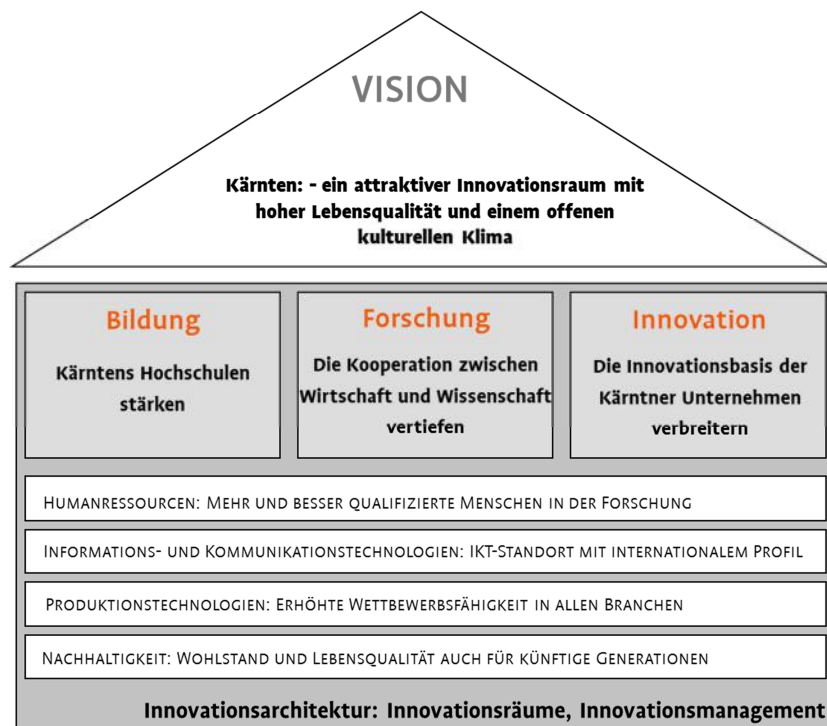 VISION
Kärnten: - ein attraktiver Innovationsraum mit
hoher Lebensqualität und einem offenen
kulturellen Klima
Bildung
Kärntens Hochschulen
stärken
Forschung
Die Kooperation zwischen
Wirtschaft und Wissenschaft
vertiefen
Innovation
Die Innovationsbasis der
Kärntner Unternehmen
verbreitern
HUMANRESSOURCEN: MEHR UND BESSER QUALIFIZIERTE MENSCHEN IN DER FORSCHUNG
INFORMATIONS- UND KOMMUNIKATIONSTECHNOLOGIEN: IKT-STANDORT MIT INTERNATIONALEM PROFIL
PRODUKTIONSTECHNOLOGIEN: ERHÖHTE WETTBEWERBSFÄHIGKEIT IN ALLEN BRANCHEN
NACHHALTIGKEIT: WOHLSTAND UND LEBENSQUALITÄT AUCH FÜR KÜNFTIGE GENERATIONEN
Innovationsarchitektur: Innovationsräume, Innovationsmanagement